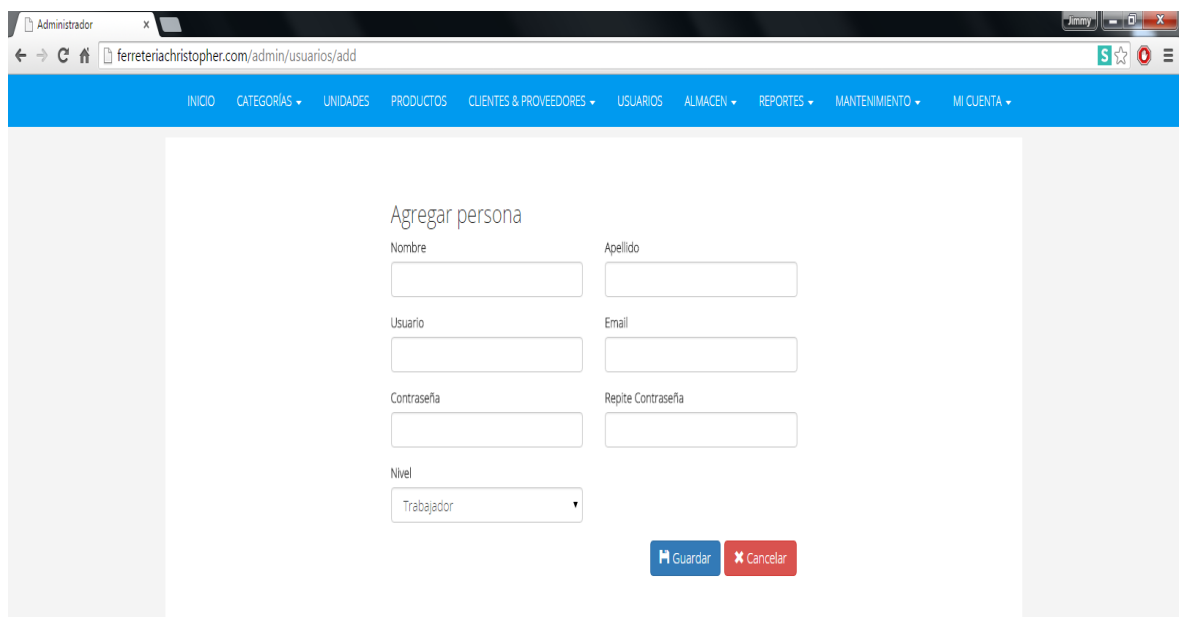 Administrador
Jimmy
ferreteriachristopher.com/admin/usuarios/add
INICIO CATEGORÍAS UNIDADES PRODUCTOS CLIENTES & PROVEEDORES USUARIOS ALMACEN REPORTES MANTENIMIENTO MI CUENTA
Agregar persona
Nombre Apellido
Usuario Email
Contraseña Repite Contraseña
Nivel
Trabajador
Guardar Cancelar